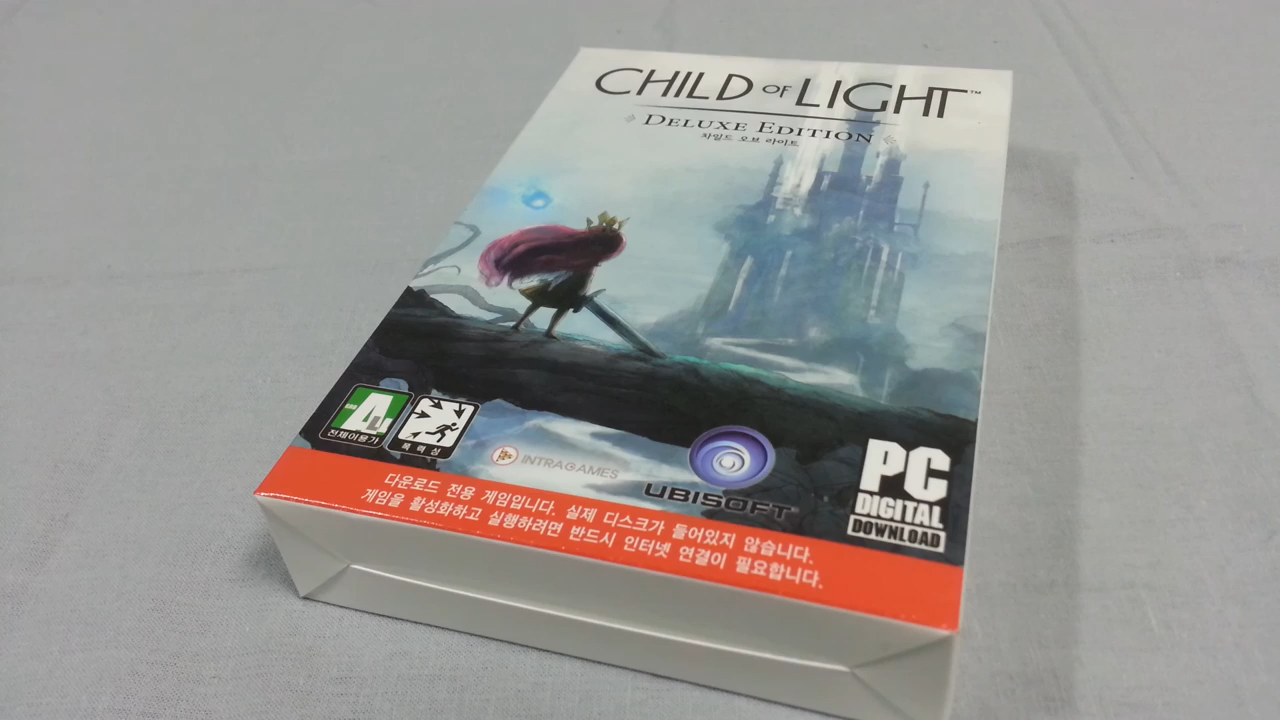 CHILD OF LIGHT™
DELUXE EDITION
차일드 오브 라이트
전체이용가
폭력성
INTRAGAMES
UBISOFT
PC
DIGITAL
DOWNLOAD
다운로드 전용 게임입니다. 실제 디스크가 들어있지 않습니다.
게임을 활성화하고 실행하려면 반드시 인터넷 연결이 필요합니다.